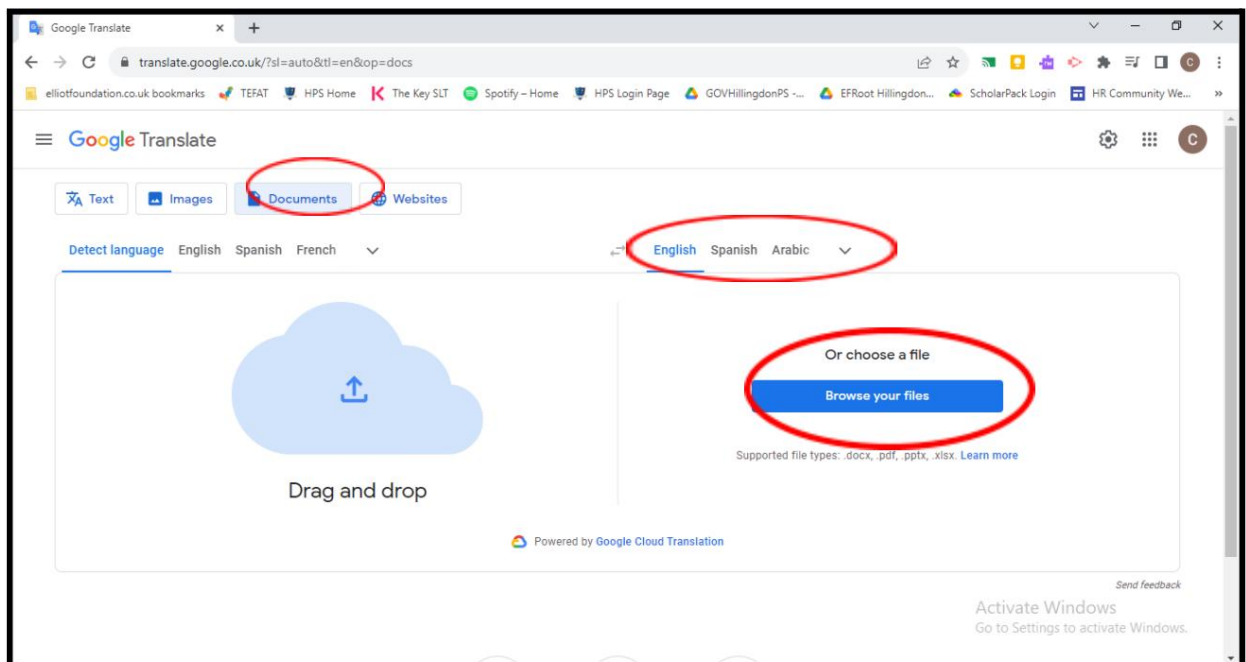 Google Translate
translate.google.co.uk/?sl=auto&tl=en&op=docs
C
elliotfoundation.co.uk bookmarks TEFAT HPS Home The Key SLT Spotify – Home HPS Login Page GOVHillingdonPS -... EFRoot Hillingdon... ScholarPack Login HR Community We... »
Google Translate C
Text Images Documents Websites
Detect language English Spanish French English Spanish Arabic
Or choose a file
Browse your files
Supported file types: .docx, .pdf, .pptx, .xlsx. Learn more
Drag and drop
Powered by Google Cloud Translation
Send feedback
Activate Windows
Go to Settings to activate Windows.